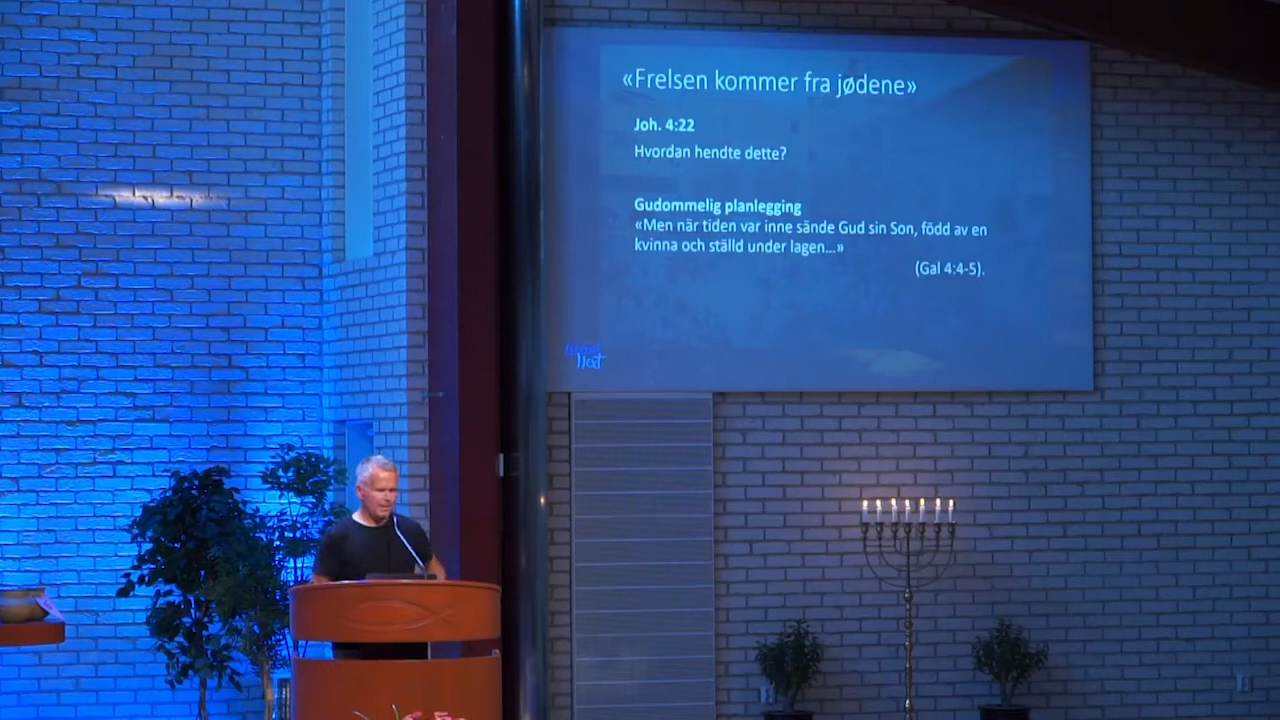 «Frelsen kommer fra jødene»
Joh. 4:22
Hvordan hendte dette?
Gudommelig planlegging
«Men när tiden var inne sände Gud sin Son, född av en
kvinna och ställd under lagen...»
(Gal 4:4-5).
Next